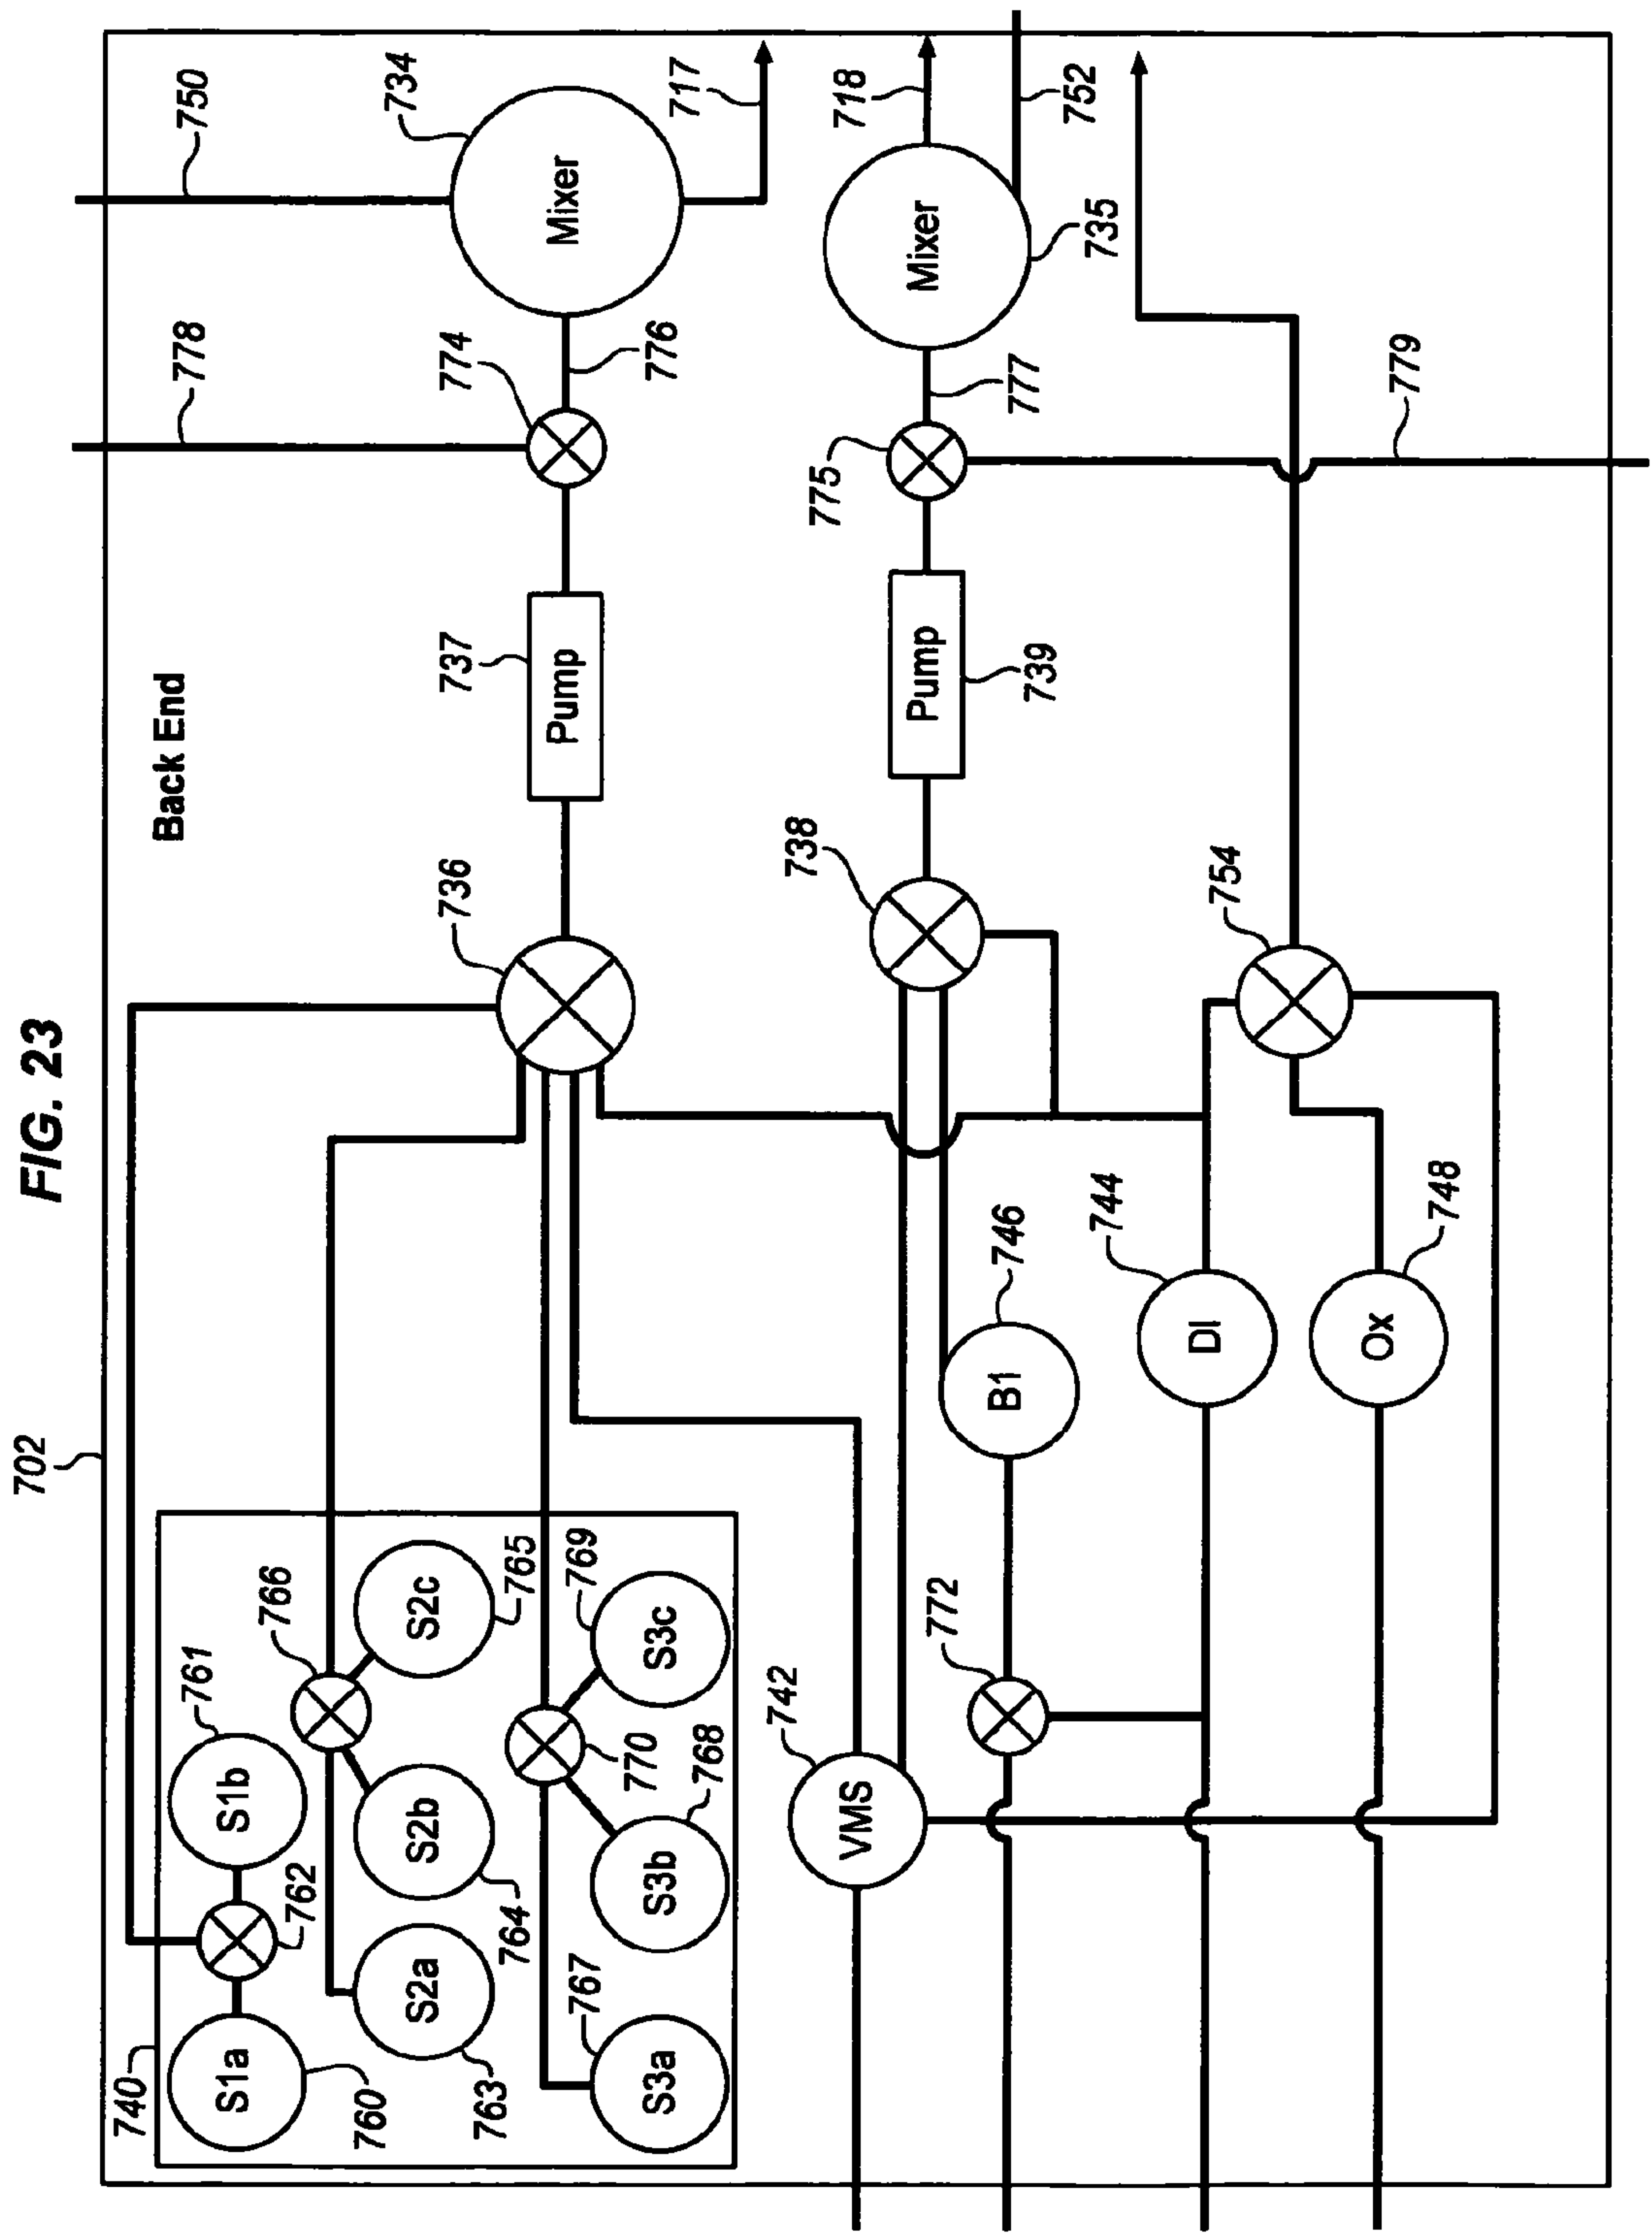 FIG. 23
702
Back End
740
S1a
760
762
S1b
761
S2a
763
S2b
764
S2c
765
766
S3a
767
S3b
768
S3c
769
770
736
737
Pump
774
778
776
750
734
Mixer
717
742
VMS
738
739
Pump
775
777
Mixer
735
718
752
772
B1
746
DI
744
Ox
748
754
779